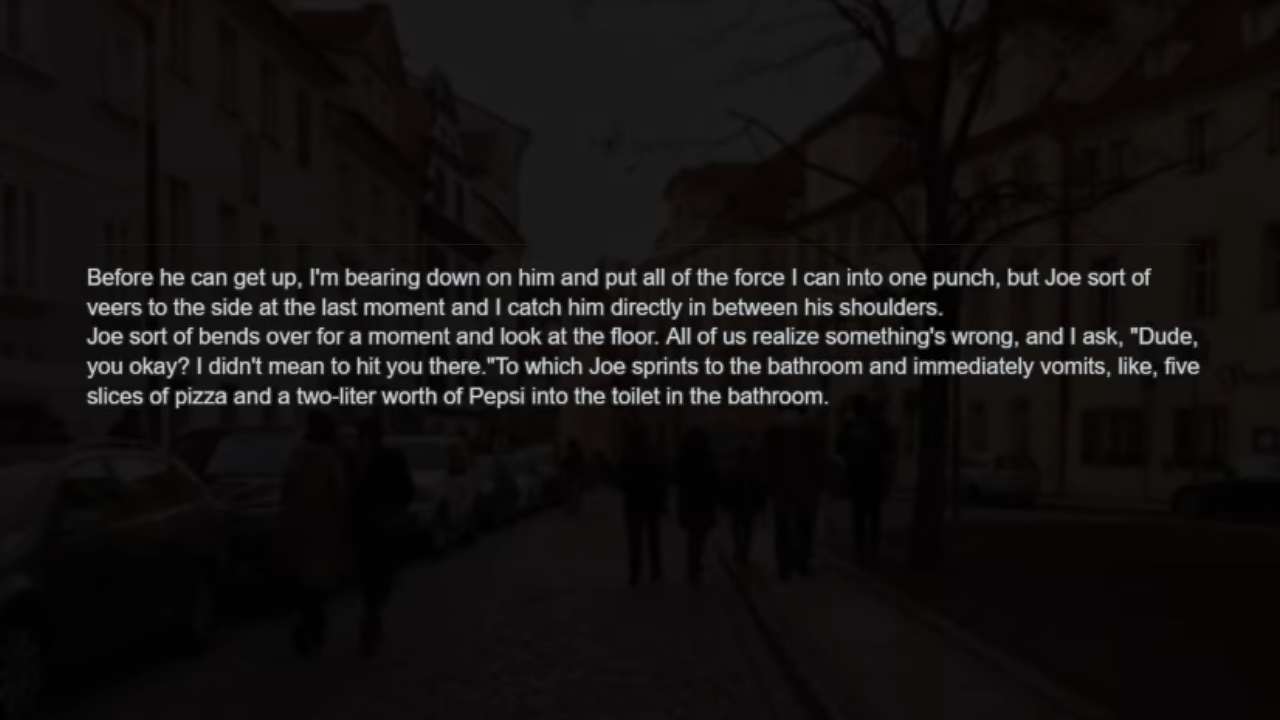 Before he can get up, I'm bearing down on him and put all of the force I can into one punch, but Joe sort of
veers to the side at the last moment and I catch him directly in between his shoulders.
Joe sort of bends over for a moment and look at the floor. All of us realize something's wrong, and I ask, "Dude,
you okay? I didn't mean to hit you there."To which Joe sprints to the bathroom and immediately vomits, like, five
slices of pizza and a two-liter worth of Pepsi into the toilet in the bathroom.